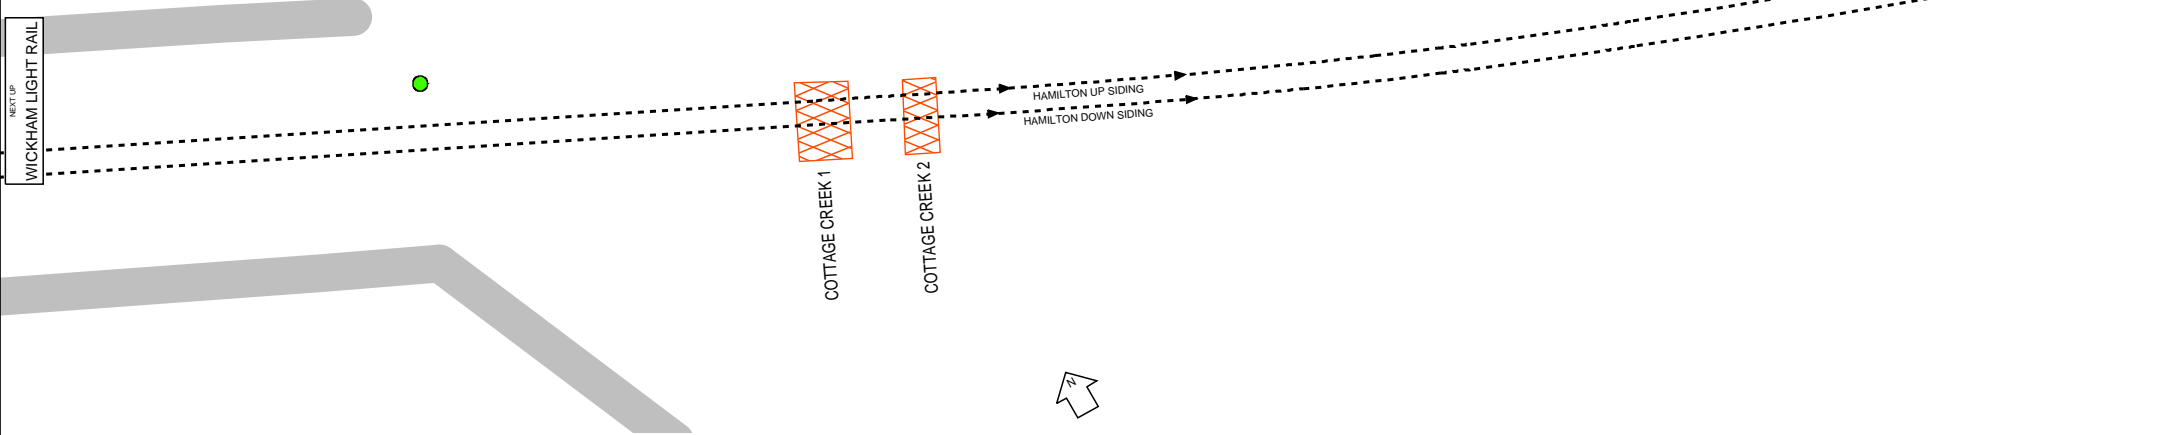 NEXT UP
WICKHAM LIGHT RAIL
HAMILTON UP SIDING
HAMILTON DOWN SIDING
COTTAGE CREEK 1
COTTAGE CREEK 2
N